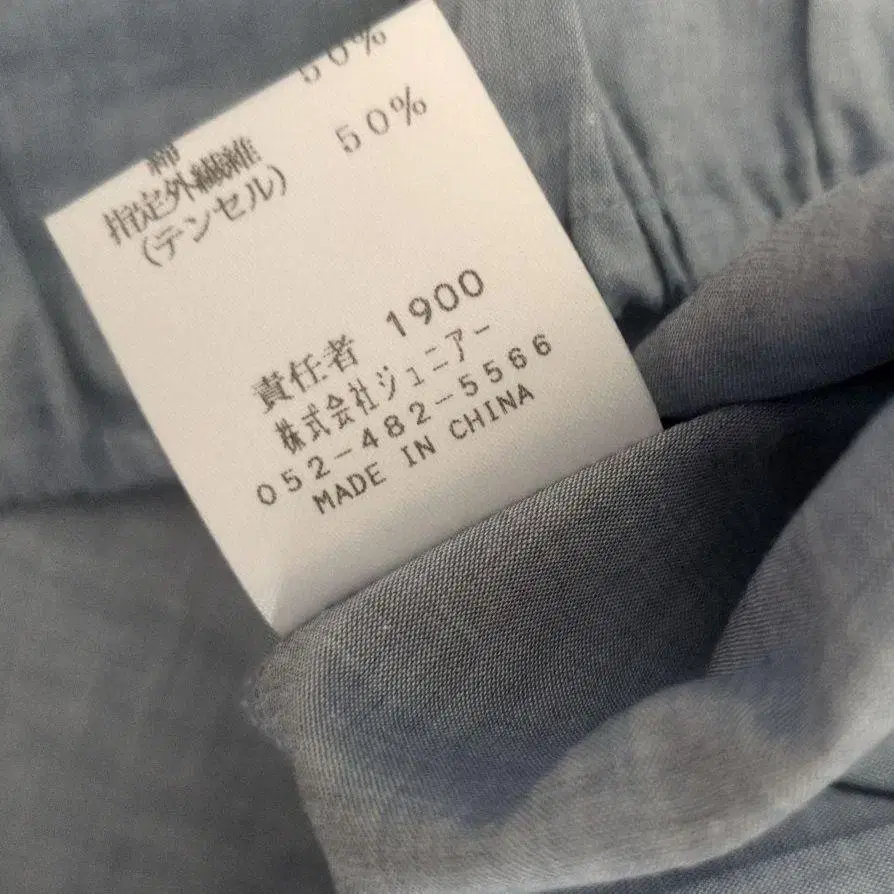 綿 50%
指定外繊維 50%
(テンセル)
責任者 1900
株式会社ジュニアー
052-482-5566
MADE IN CHINA